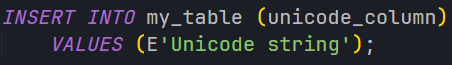 INSERT INTO my_table (unicode_column)
VALUES (E'Unicode string');